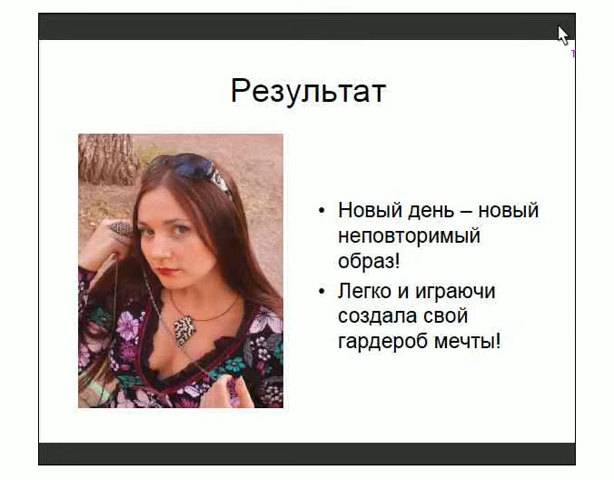 Результат
• Новый день – новый
неповторимый
образ!
• Легко и играючи
создала свой
гардероб мечты!